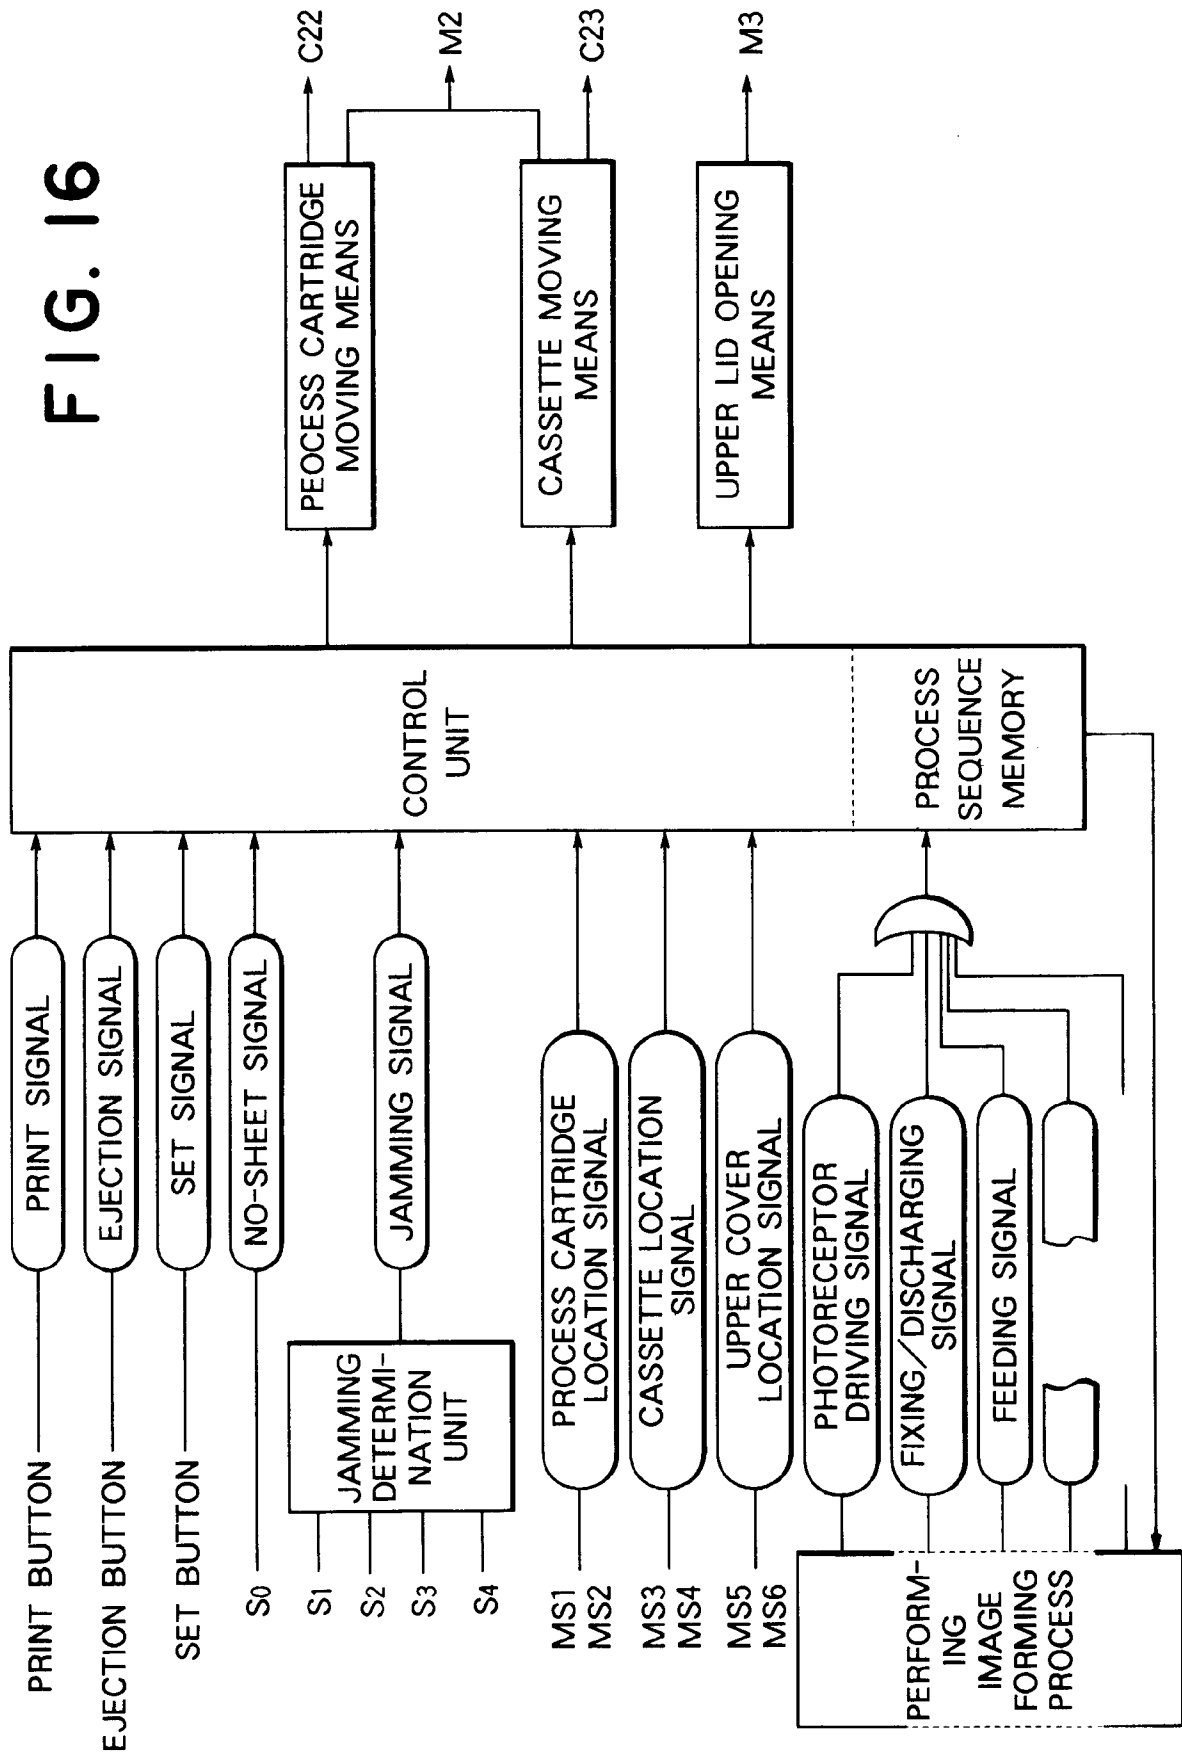 FIG. 16
PRINT BUTTON
PRINT SIGNAL
EJECTION BUTTON
EJECTION SIGNAL
SET BUTTON
SET SIGNAL
S0
NO-SHEET SIGNAL
S1
S2
S3
S4
JAMMING
DETERMI-
NATION
UNIT
JAMMING SIGNAL
MS1
MS2
PROCESS CARTRIDGE
LOCATION SIGNAL
MS3
MS4
CASSETTE LOCATION
SIGNAL
MS5
MS6
UPPER COVER
LOCATION SIGNAL
PERFORM-
ING
IMAGE
FORMING
PROCESS
PHOTORECEPTOR
DRIVING SIGNAL
FIXING/DISCHARGING
SIGNAL
FEEDING SIGNAL
CONTROL
UNIT
PROCESS
SEQUENCE
MEMORY
PEOCESS CARTRIDGE
MOVING MEANS
CASSETTE MOVING
MEANS
UPPER LID OPENING
MEANS
C22
M2
C23
M3